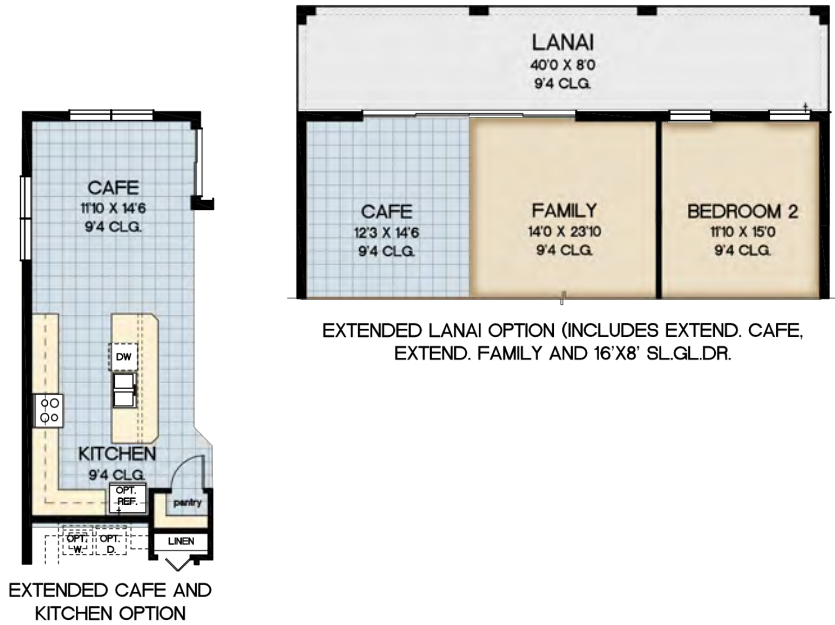 LANAI
40'0 X 8'0
9'4 CLG.
CAFE
11'10 X 14'6
9'4 CLG.
CAFE
12'3 X 14'6
9'4 CLG.
FAMILY
14'0 X 23'10
9'4 CLG.
BEDROOM 2
11'10 X 15'0
9'4 CLG.
EXTENDED LANAI OPTION (INCLUDES EXTEND. CAFE,
EXTEND. FAMILY AND 16'X8' SL.GL.DR.
DW
KITCHEN
9'4 CLG.
OPT.
REF.
pantry
OPT.
W.
OPT.
D.
LINEN
EXTENDED CAFE AND
KITCHEN OPTION